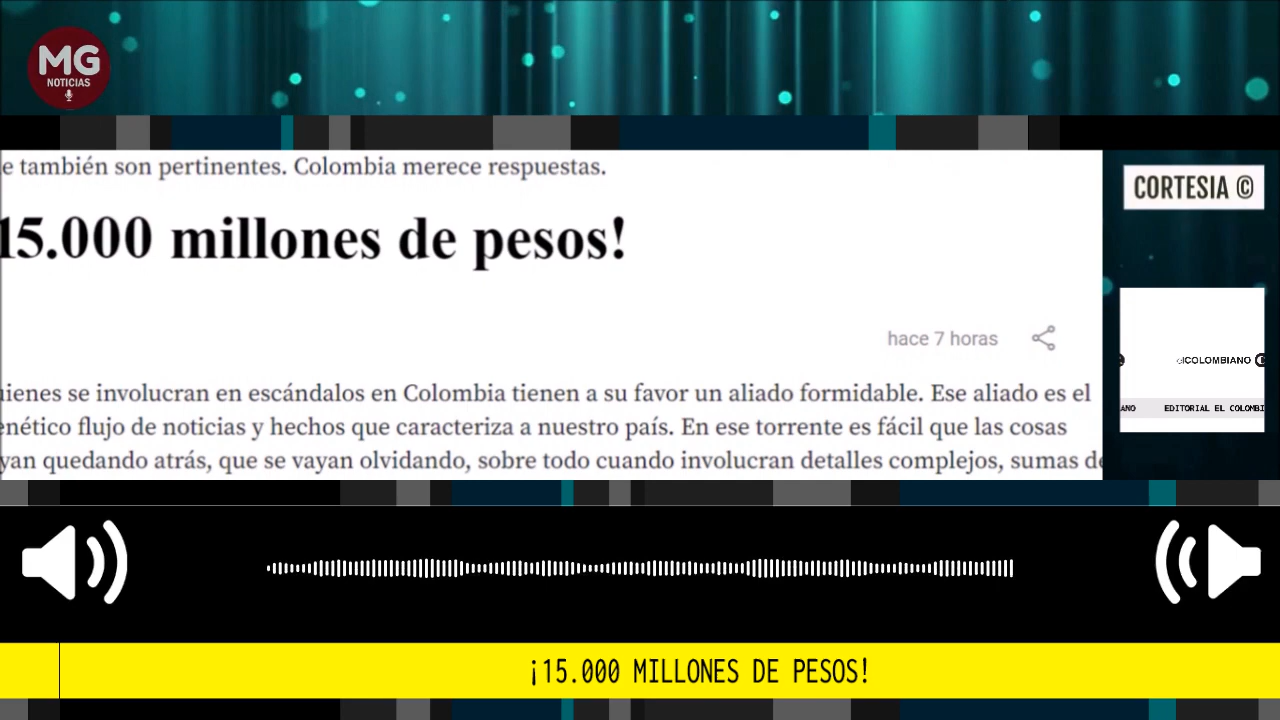 MG
NOTICIAS
e también son pertinentes. Colombia merece respuestas.
15.000 millones de pesos!
hace 7 horas
uienes se involucran en escándalos en Colombia tienen a su favor un aliado formidable. Ese aliado es el
enético flujo de noticias y hechos que caracteriza a nuestro país. En ese torrente es fácil que las cosas
yan quedando atrás, que se vayan olvidando, sobre todo cuando involucran detalles complejos, sumas de
CORTESIA ©
elCOLOMBIANO
ANO EDITORIAL EL COLOMBI
¡15.000 MILLONES DE PESOS!